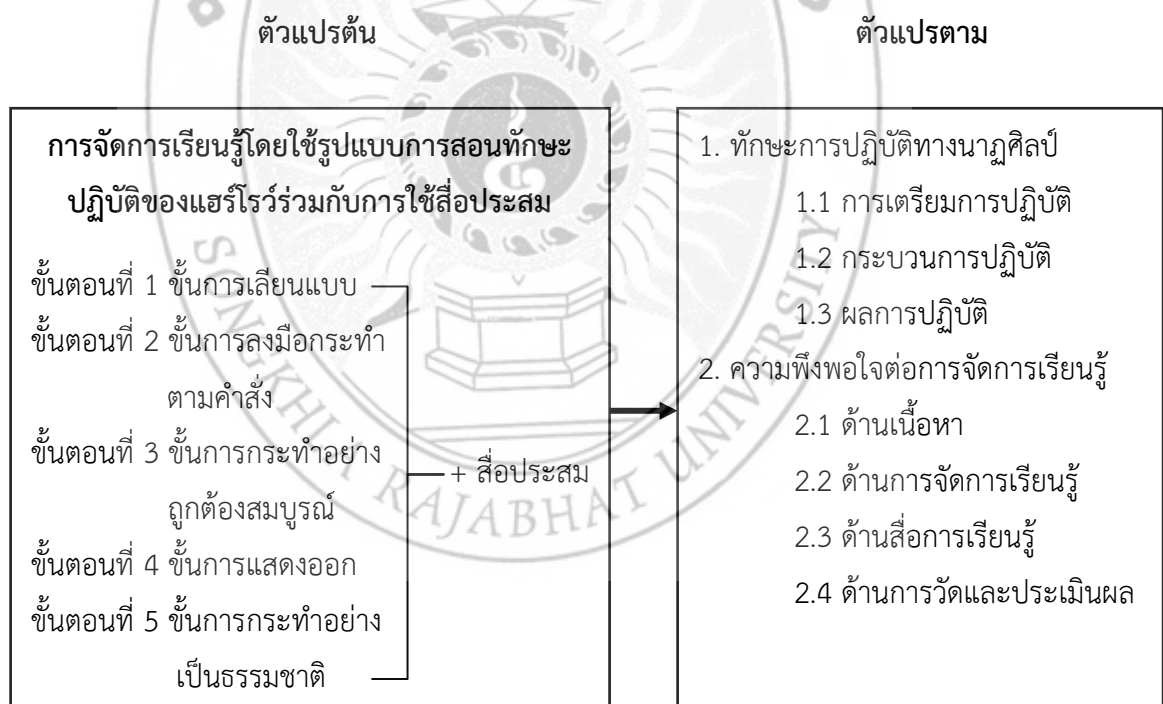 ตัวแปรต้น
ตัวแปรตาม
การจัดการเรียนรู้โดยใช้รูปแบบการสอนทักษะ
ปฏิบัติของแฮร์โรว์ร่วมกับการใช้สื่อประสม
ขั้นตอนที่ 1 ขั้นการเลียนแบบ
ขั้นตอนที่ 2 ขั้นการลงมือกระทำ
ตามคำสั่ง
ขั้นตอนที่ 3 ขั้นการกระทำอย่าง
ถูกต้องสมบูรณ์
ขั้นตอนที่ 4 ขั้นการแสดงออก
ขั้นตอนที่ 5 ขั้นการกระทำอย่าง
เป็นธรรมชาติ
+ สื่อประสม
1. ทักษะการปฏิบัติทางนาฏศิลป์
1.1 การเตรียมการปฏิบัติ
1.2 กระบวนการปฏิบัติ
1.3 ผลการปฏิบัติ
2. ความพึงพอใจต่อการจัดการเรียนรู้
2.1 ด้านเนื้อหา
2.2 ด้านการจัดการเรียนรู้
2.3 ด้านสื่อการเรียนรู้
2.4 ด้านการวัดและประเมินผล
SONGKHLA RAJABHAT UNIVERSITY